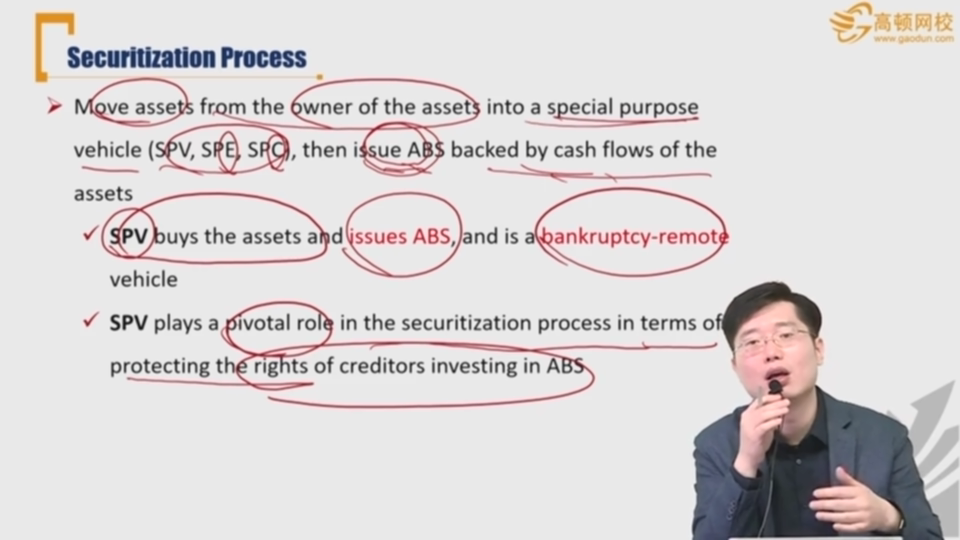 高顿网校
www.gaodun.com
Securitization Process
➤ Move assets from the owner of the assets into a special purpose
vehicle (SPV, SPE, SPC), then issue ABS backed by cash flows of the
assets
✓ SPV buys the assets and issues ABS, and is a bankruptcy-remote
vehicle
✓ SPV plays a pivotal role in the securitization process in terms of
protecting the rights of creditors investing in ABS